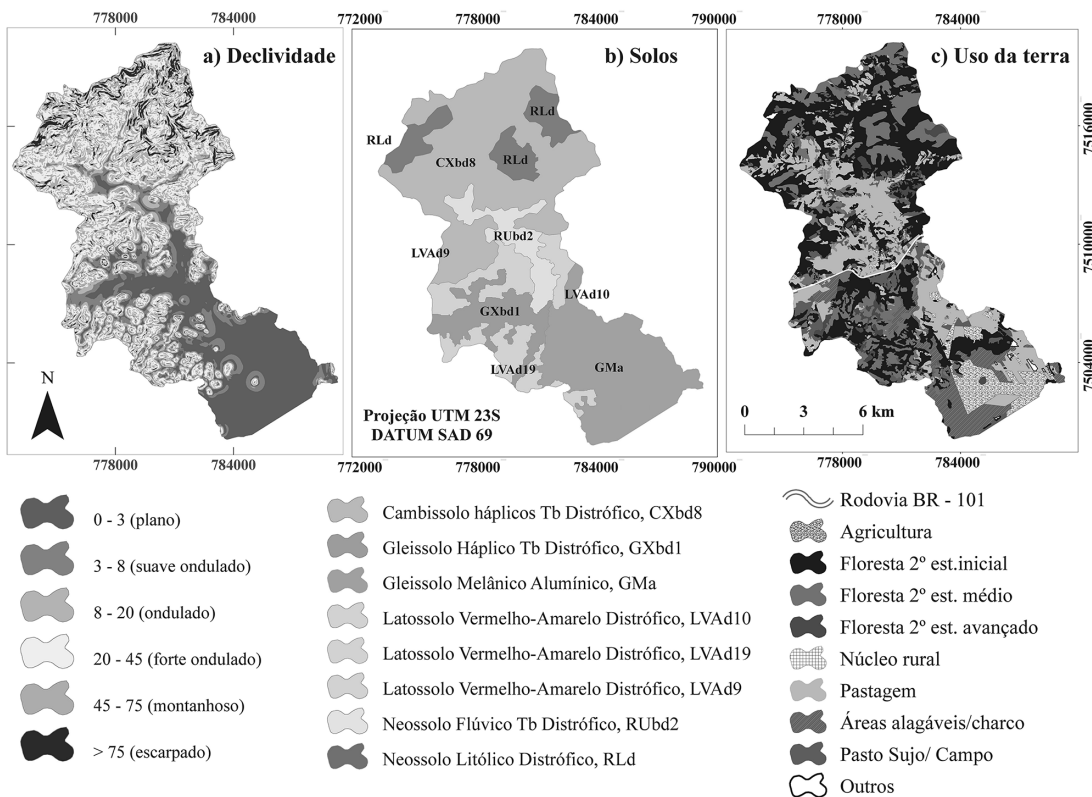 778000 784000
772000 778000 784000 790000
778000 784000
a) Declividade
b) Solos
c) Uso da terra
RLd
RLd
RLd
CXbd8
RUbd2
LVAd9
LVAd10
GXbd1
LVAd19
GMa
7516000
7510000
7504000
N
Projeção UTM 23S
DATUM SAD 69
0 3 6 km
778000 784000
772000 778000 784000 790000
778000 784000
0 - 3 (plano)
3 - 8 (suave ondulado)
8 - 20 (ondulado)
20 - 45 (forte ondulado)
45 - 75 (montanhoso)
> 75 (escarpado)
Cambissolo háplicos Tb Distrófico, CXbd8
Gleissolo Háplico Tb Distrófico, GXbd1
Gleissolo Melânico Alumínico, GMa
Latossolo Vermelho-Amarelo Distrófico, LVAd10
Latossolo Vermelho-Amarelo Distrófico, LVAd19
Latossolo Vermelho-Amarelo Distrófico, LVAd9
Neossolo Flúvico Tb Distrófico, RUbd2
Neossolo Litólico Distrófico, RLd
Rodovia BR - 101
Agricultura
Floresta 2º est.inicial
Floresta 2º est. médio
Floresta 2º est. avançado
Núcleo rural
Pastagem
Áreas alagáveis/charco
Pasto Sujo/ Campo
Outros